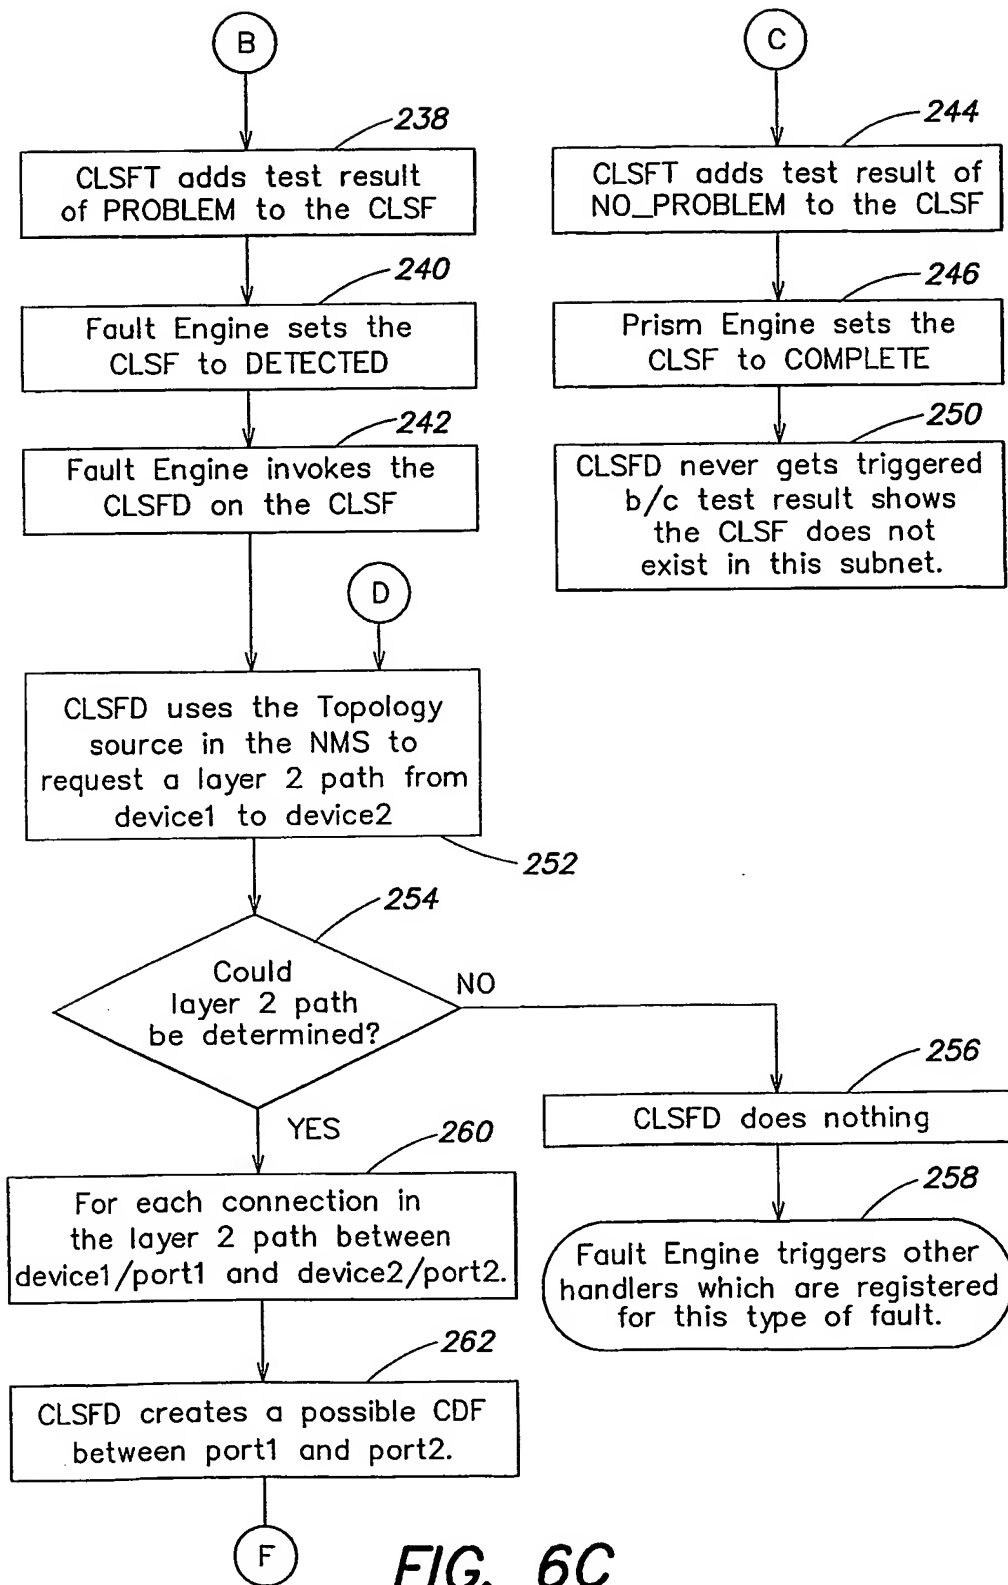 B
238
CLSFT adds test result
of PROBLEM to the CLSF
240
Fault Engine sets the
CLSF to DETECTED
242
Fault Engine invokes the
CLSFD on the CLSF
D
CLSFD uses the Topology
source in the NMS to
request a layer 2 path from
device1 to device2
252
254
Could
layer 2 path
be determined?
NO
YES
260
For each connection in
the layer 2 path between
device1/port1 and device2/port2.
262
CLSFD creates a possible CDF
between port1 and port2.
F
C
244
CLSFT adds test result of
NO_PROBLEM to the CLSF
246
Prism Engine sets the
CLSF to COMPLETE
250
CLSFD never gets triggered
b/c test result shows
the CLSF does not
exist in this subnet.
256
CLSFD does nothing
258
Fault Engine triggers other
handlers which are registered
for this type of fault.
FIG. 6C